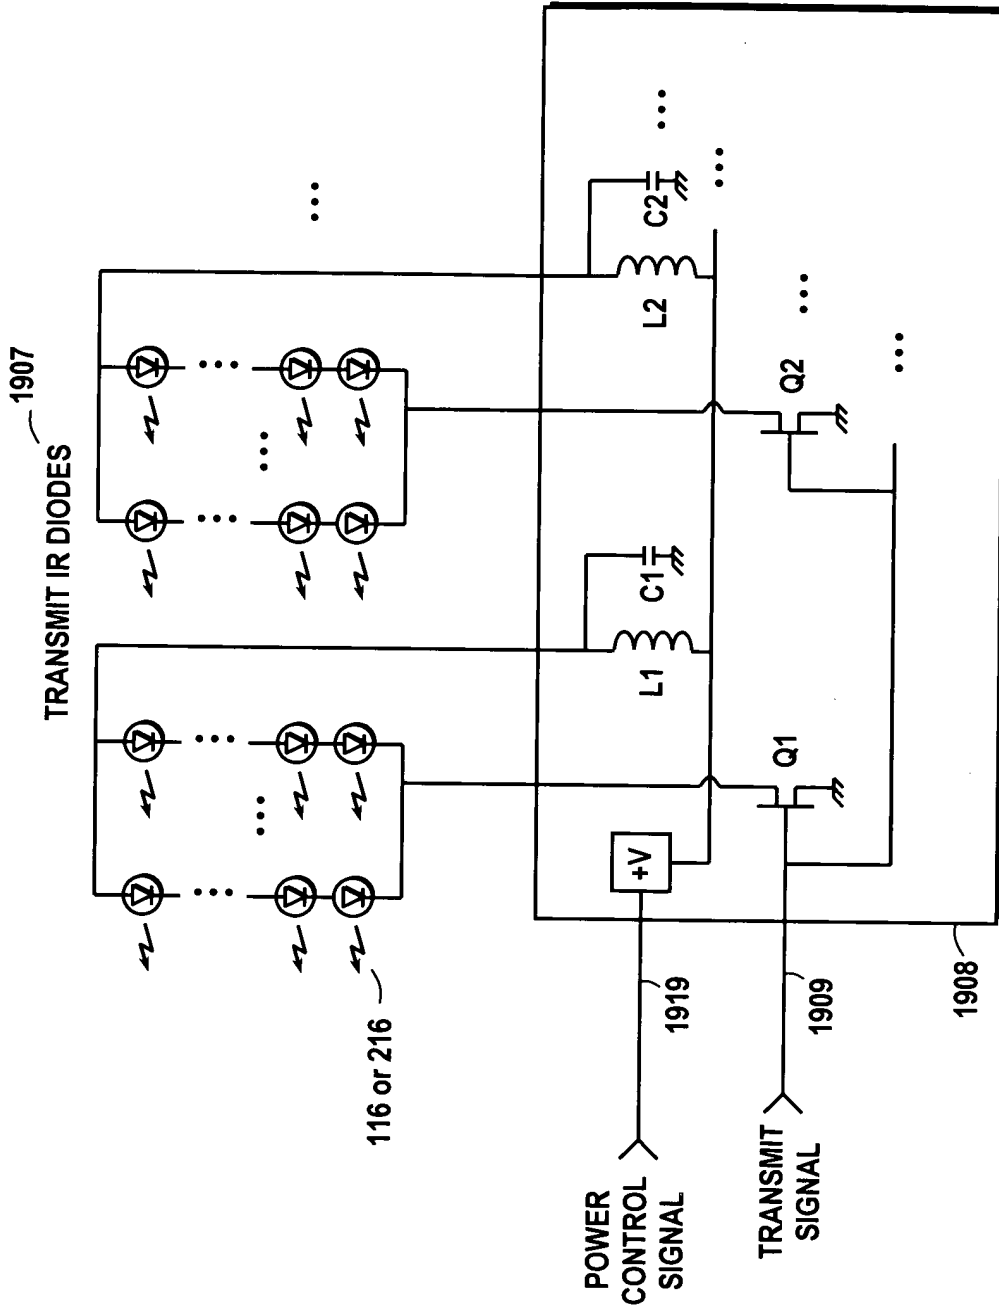 TRANSMIT IR DIODES
1907
116 or 216
POWER
CONTROL
SIGNAL
1919
+V
L1
C1
L2
C2
TRANSMIT
SIGNAL
1909
Q1
Q2
1908